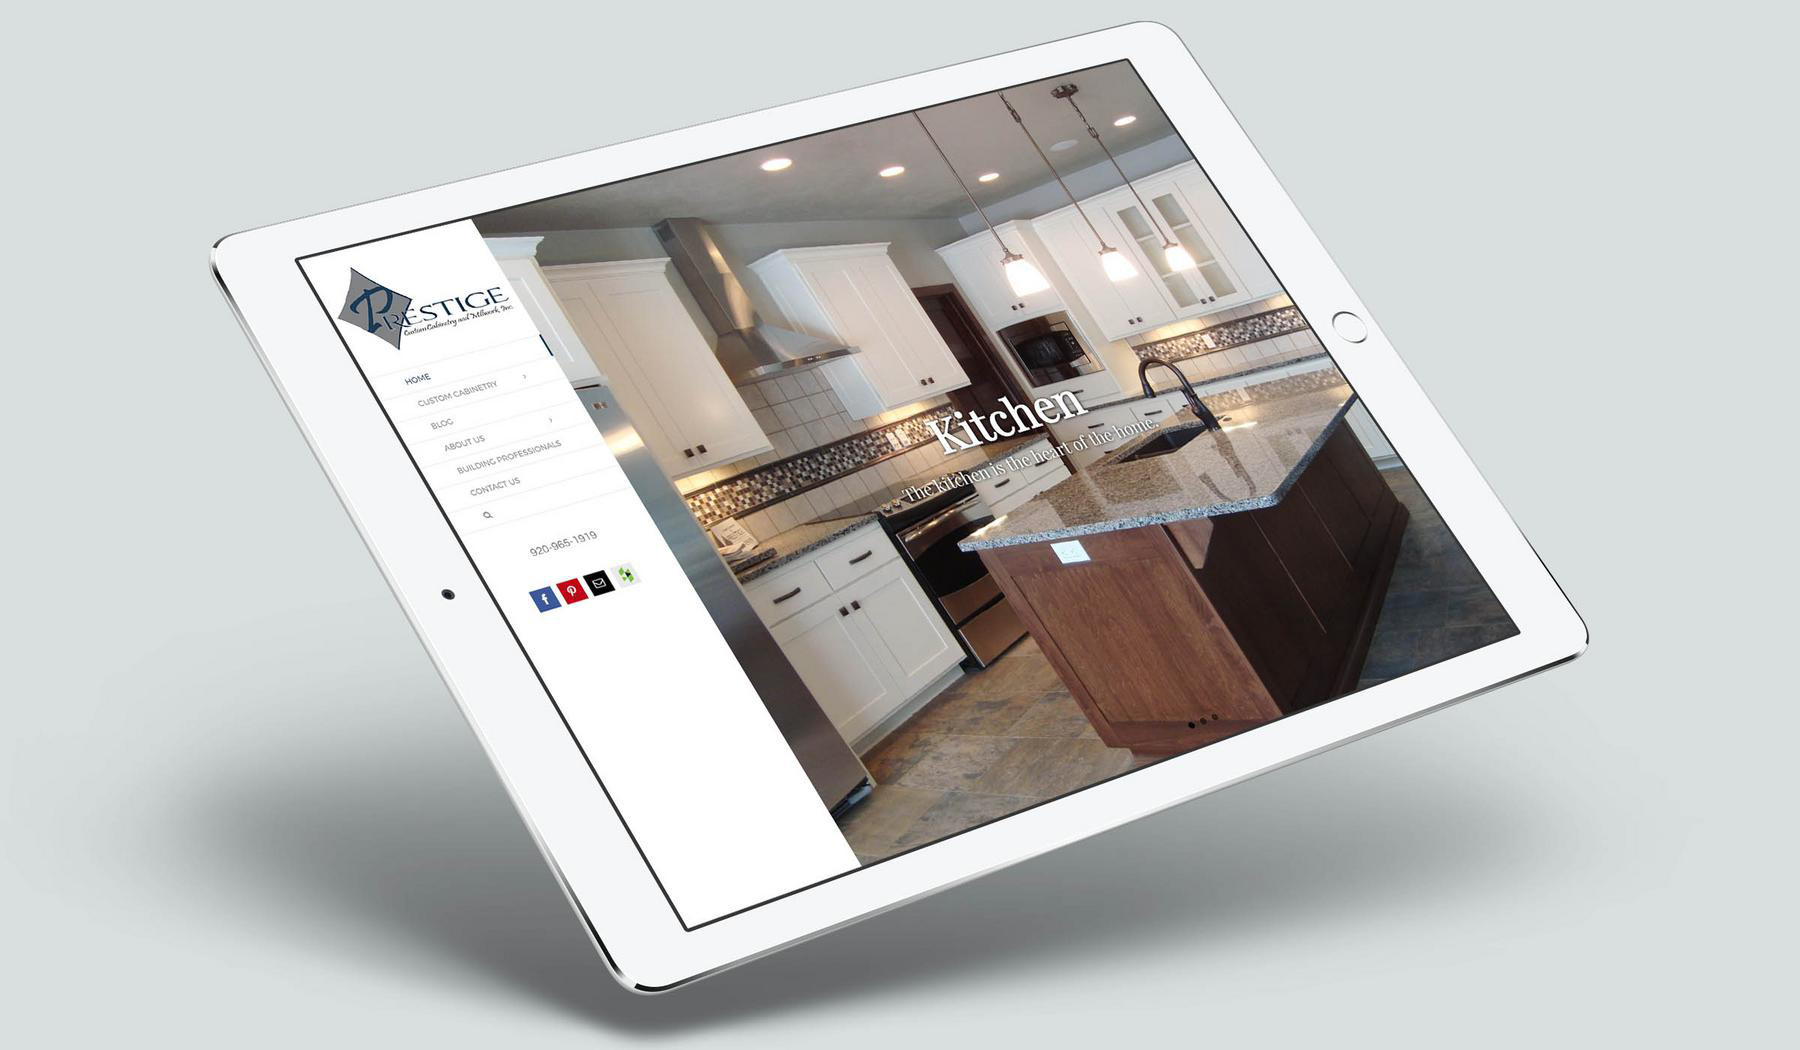 PRESTIGE
Custom Cabinetry and Millwork, Inc.
HOME
CUSTOM CABINETRY
BLOG
ABOUT US
BUILDING PROFESSIONALS
CONTACT US
920-965-1919
Kitchen
The kitchen is the heart of the home.